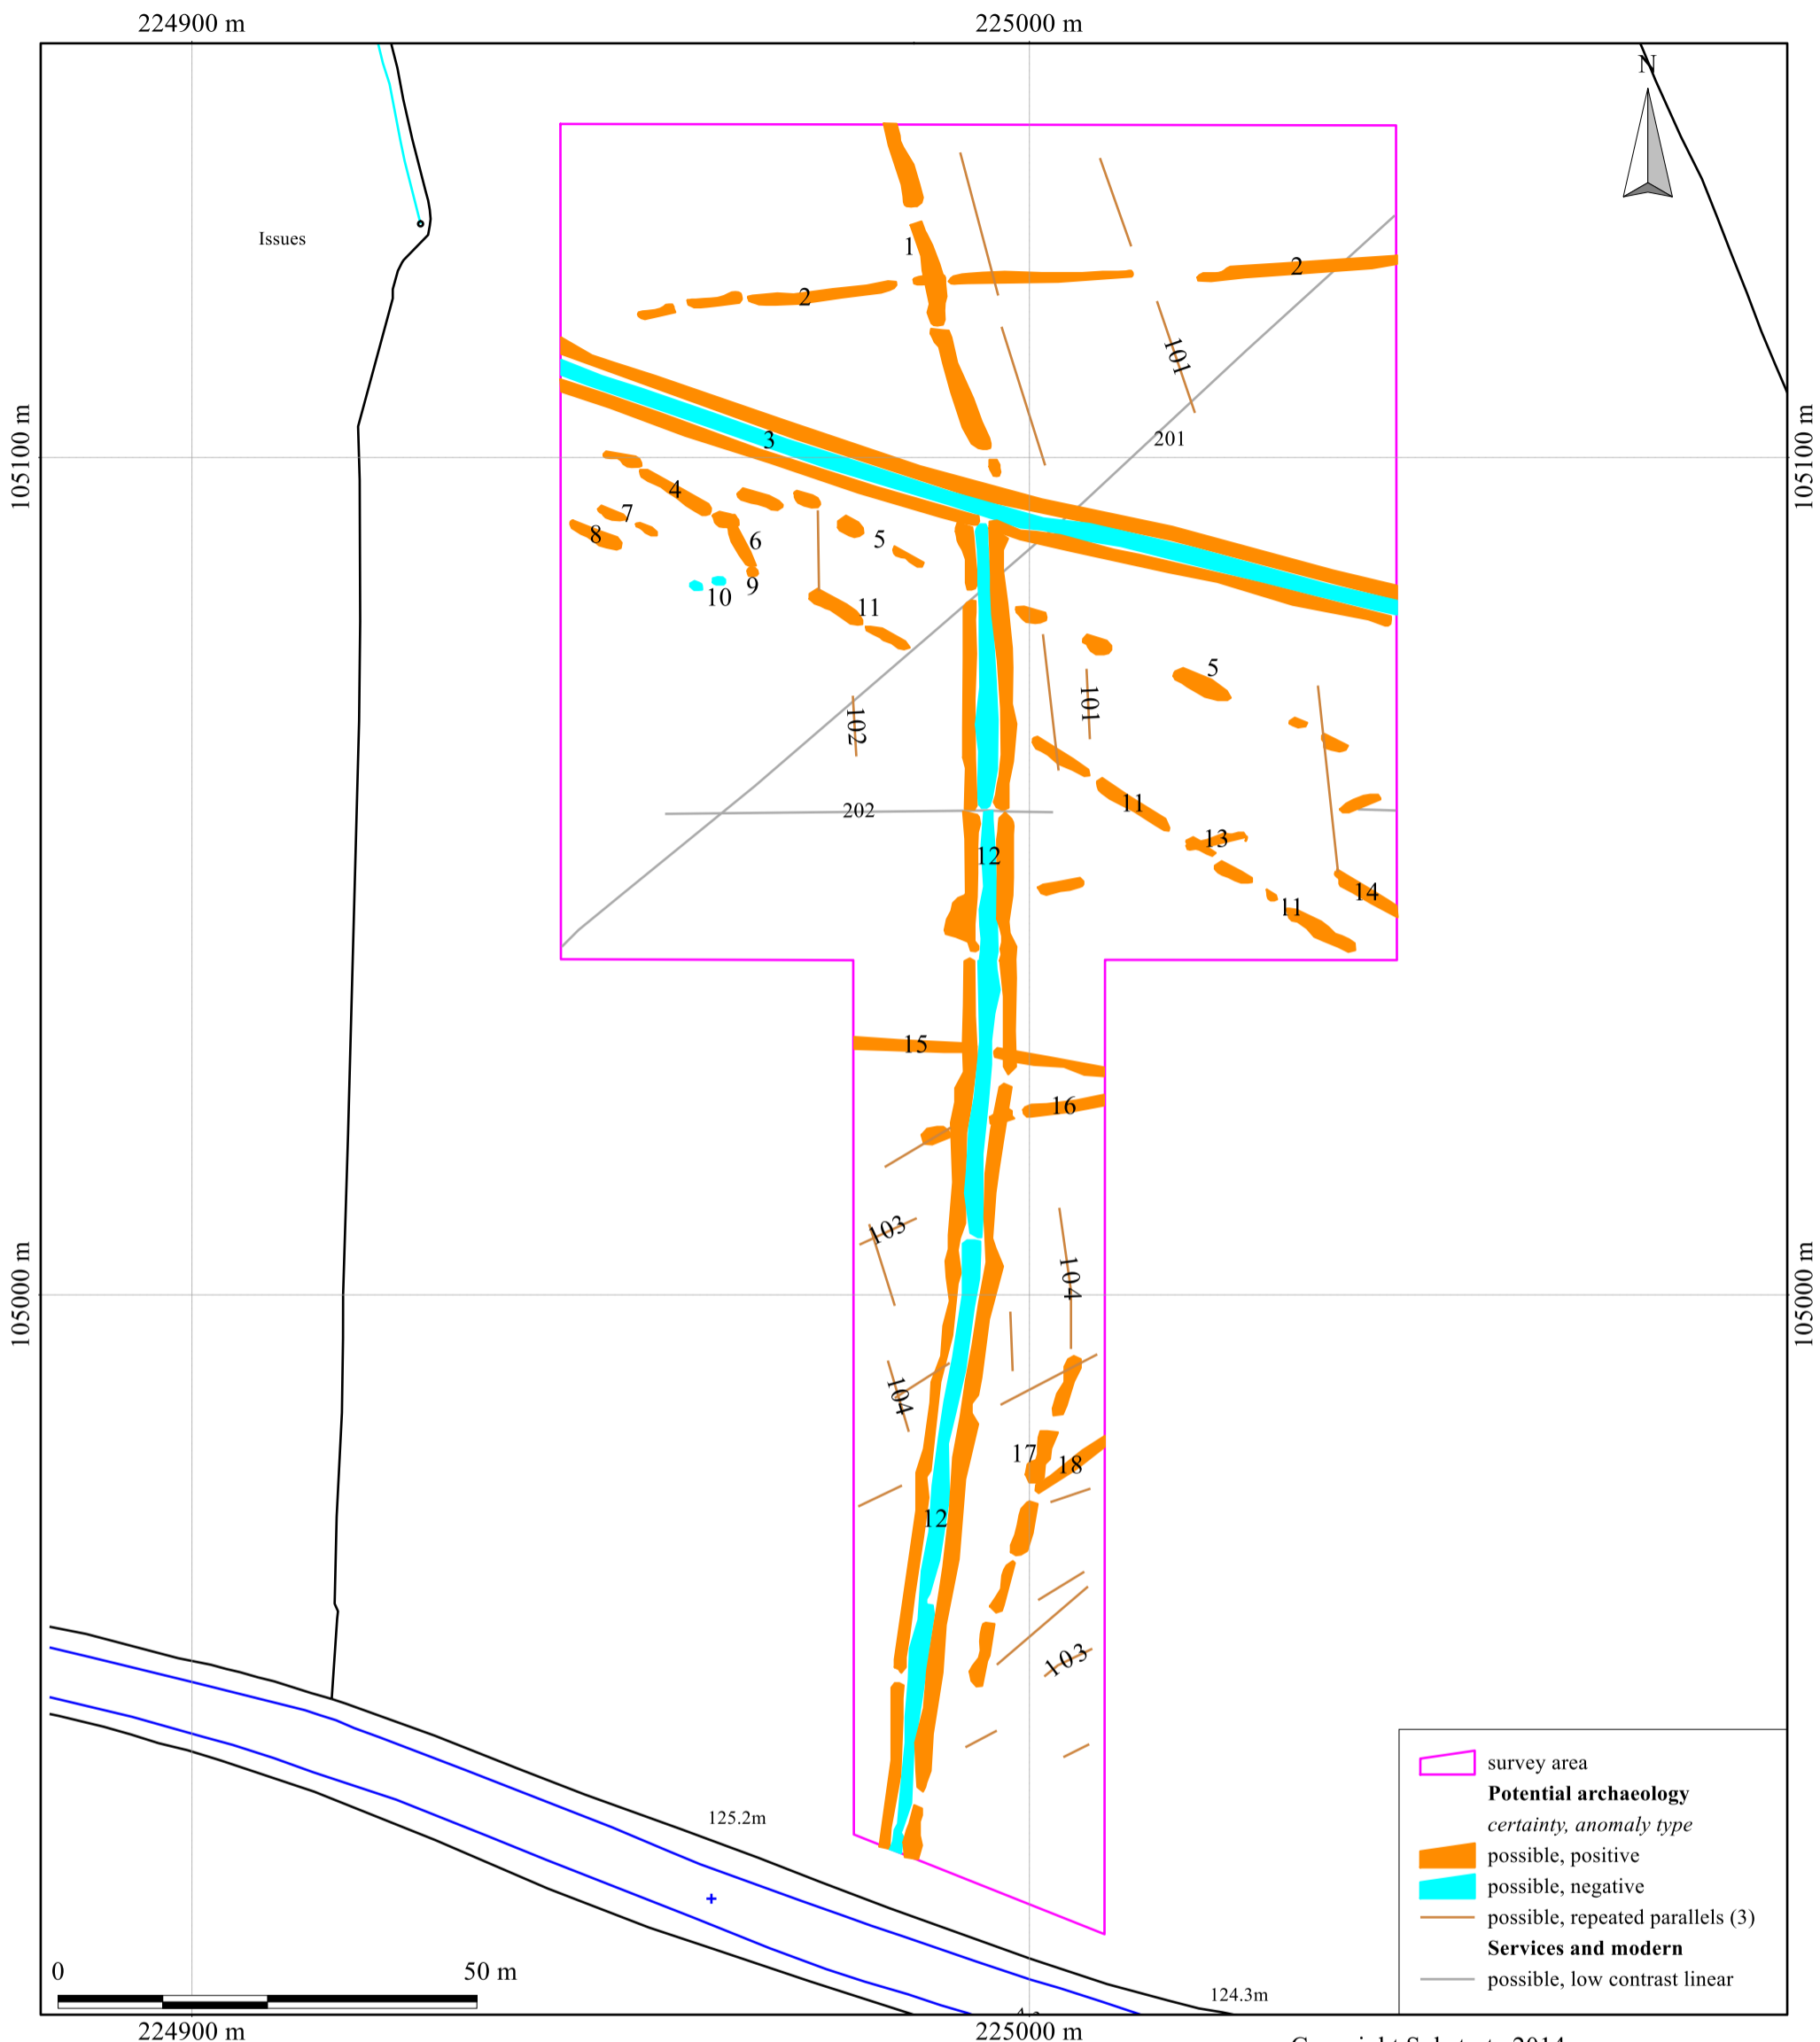 224900 m
225000 m
N
Issues
1
2
2
101
105100 m
105100 m
201
3
4
7
8
6
5
9
10
11
5
102
101
202
11
13
12
14
11
15
16
103
104
105000 m
105000 m
104
17
18
12
103
125.2m
124.3m
survey area
Potential archaeology
certainty, anomaly type
possible, positive
possible, negative
possible, repeated parallels (3)
Services and modern
possible, low contrast linear
0
50 m
224900 m
225000 m